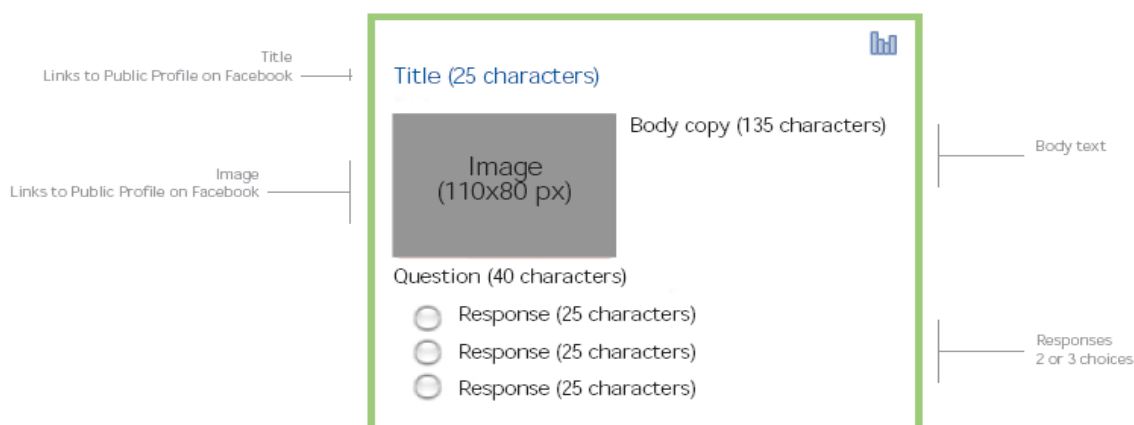 Title
Links to Public Profile on Facebook
Title (25 characters)
Body copy (135 characters)
Body text
Image
(110x80 px)
Image
Links to Public Profile on Facebook
Question (40 characters)
Response (25 characters)
Response (25 characters)
Response (25 characters)
Responses
2 or 3 choices